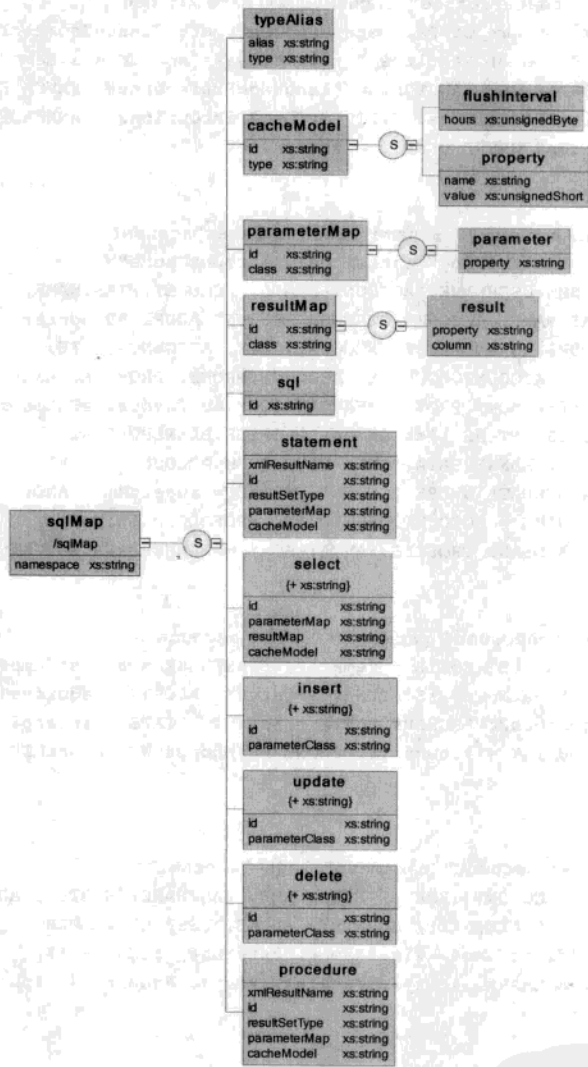 typeAlias
alias xs:string
type xs:string
cacheModel
id xs:string
type xs:string
S
flushInterval
hours xs:unsignedByte
property
name xs:string
value xs:unsignedShort
parameterMap
id xs:string
class xs:string
S
parameter
property xs:string
resultMap
id xs:string
class xs:string
S
result
property xs:string
column xs:string
sql
id xs:string
statement
xmlResultName xs:string
id xs:string
resultSetType xs:string
parameterMap xs:string
cacheModel xs:string
sqlMap
/sqlMap
namespace xs:string
S
select
{+ xs:string}
id xs:string
parameterMap xs:string
resultMap xs:string
cacheModel xs:string
insert
{+ xs:string}
id xs:string
parameterClass xs:string
update
{+ xs:string}
id xs:string
parameterClass xs:string
delete
{+ xs:string}
id xs:string
parameterClass xs:string
procedure
xmlResultName xs:string
id xs:string
resultSetType xs:string
parameterMap xs:string
cacheModel xs:string